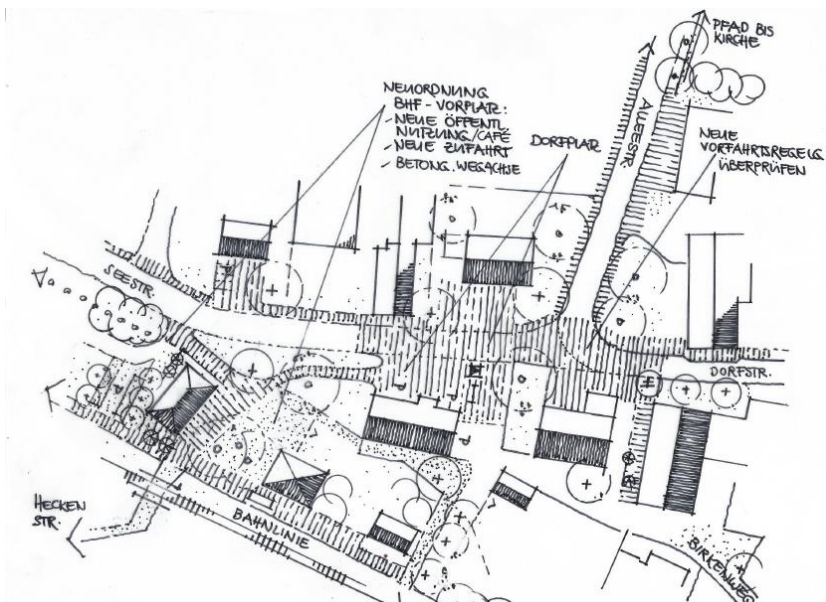 PFAD BIS
KIRCHE
NEUORDNUNG
BHF-VORPLATZ:
- NEUE ÖFFENTL
NUTZUNG/CAFÉ
- NEUE ZUFAHRT
- BETONG. WEGACHSE
DORFPLATZ
ALLEESTR.
NEUE
VORFAHRTSREGELG.
ÜBERPRÜFEN
SEESTR.
DORFSTR.
P
P
P
HECKEN
STR.
BAHNLINIE
BIRKENWEG